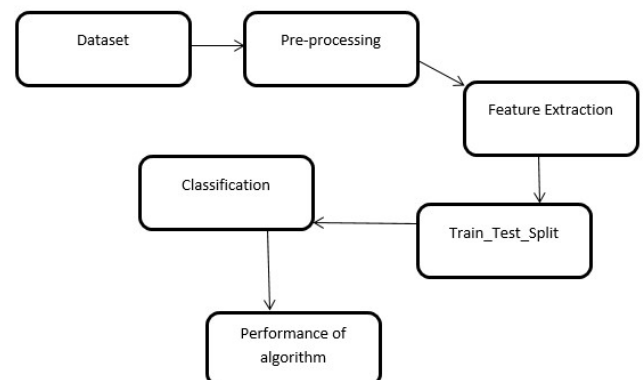 Dataset
Pre-processing
Feature Extraction
Train_Test_Split
Classification
Performance of
algorithm